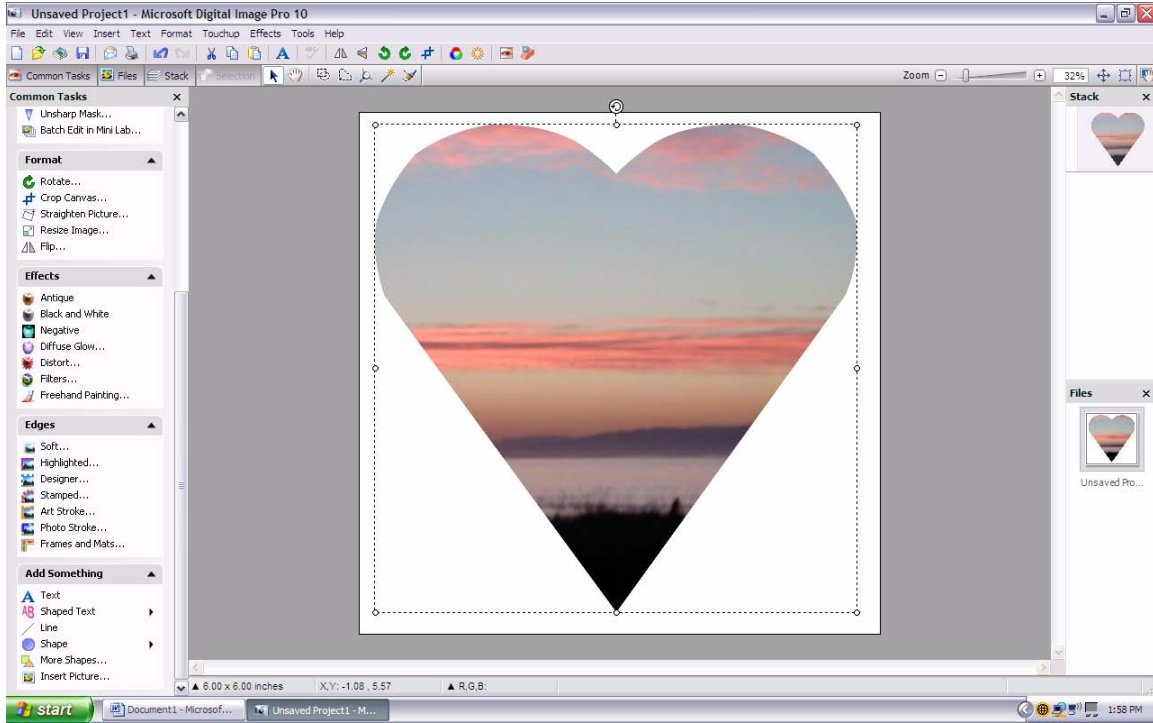 Unsaved Project1 - Microsoft Digital Image Pro 10
File Edit View Insert Text Format Touchup Effects Tools Help
Common Tasks Files Stack Selection Zoom 32%
Common Tasks
Unsharp Mask...
Batch Edit in Mini Lab...
Format
Rotate...
Crop Canvas...
Straighten Picture...
Resize Image...
Flip...
Effects
Antique
Black and White
Negative
Diffuse Glow...
Distort...
Filters...
Freehand Painting...
Edges
Soft...
Highlighted...
Designer...
Stamped...
Art Stroke...
Photo Stroke...
Frames and Mats...
Add Something
Text
Shaped Text
Line
Shape
More Shapes...
Insert Picture...
Stack
Files
Unsaved Pro...
6.00 x 6.00 inches X,Y: -1.08 , 5.57 R,G,B:
start Document1 - Microsof... Unsaved Project1 - M... 1:58 PM